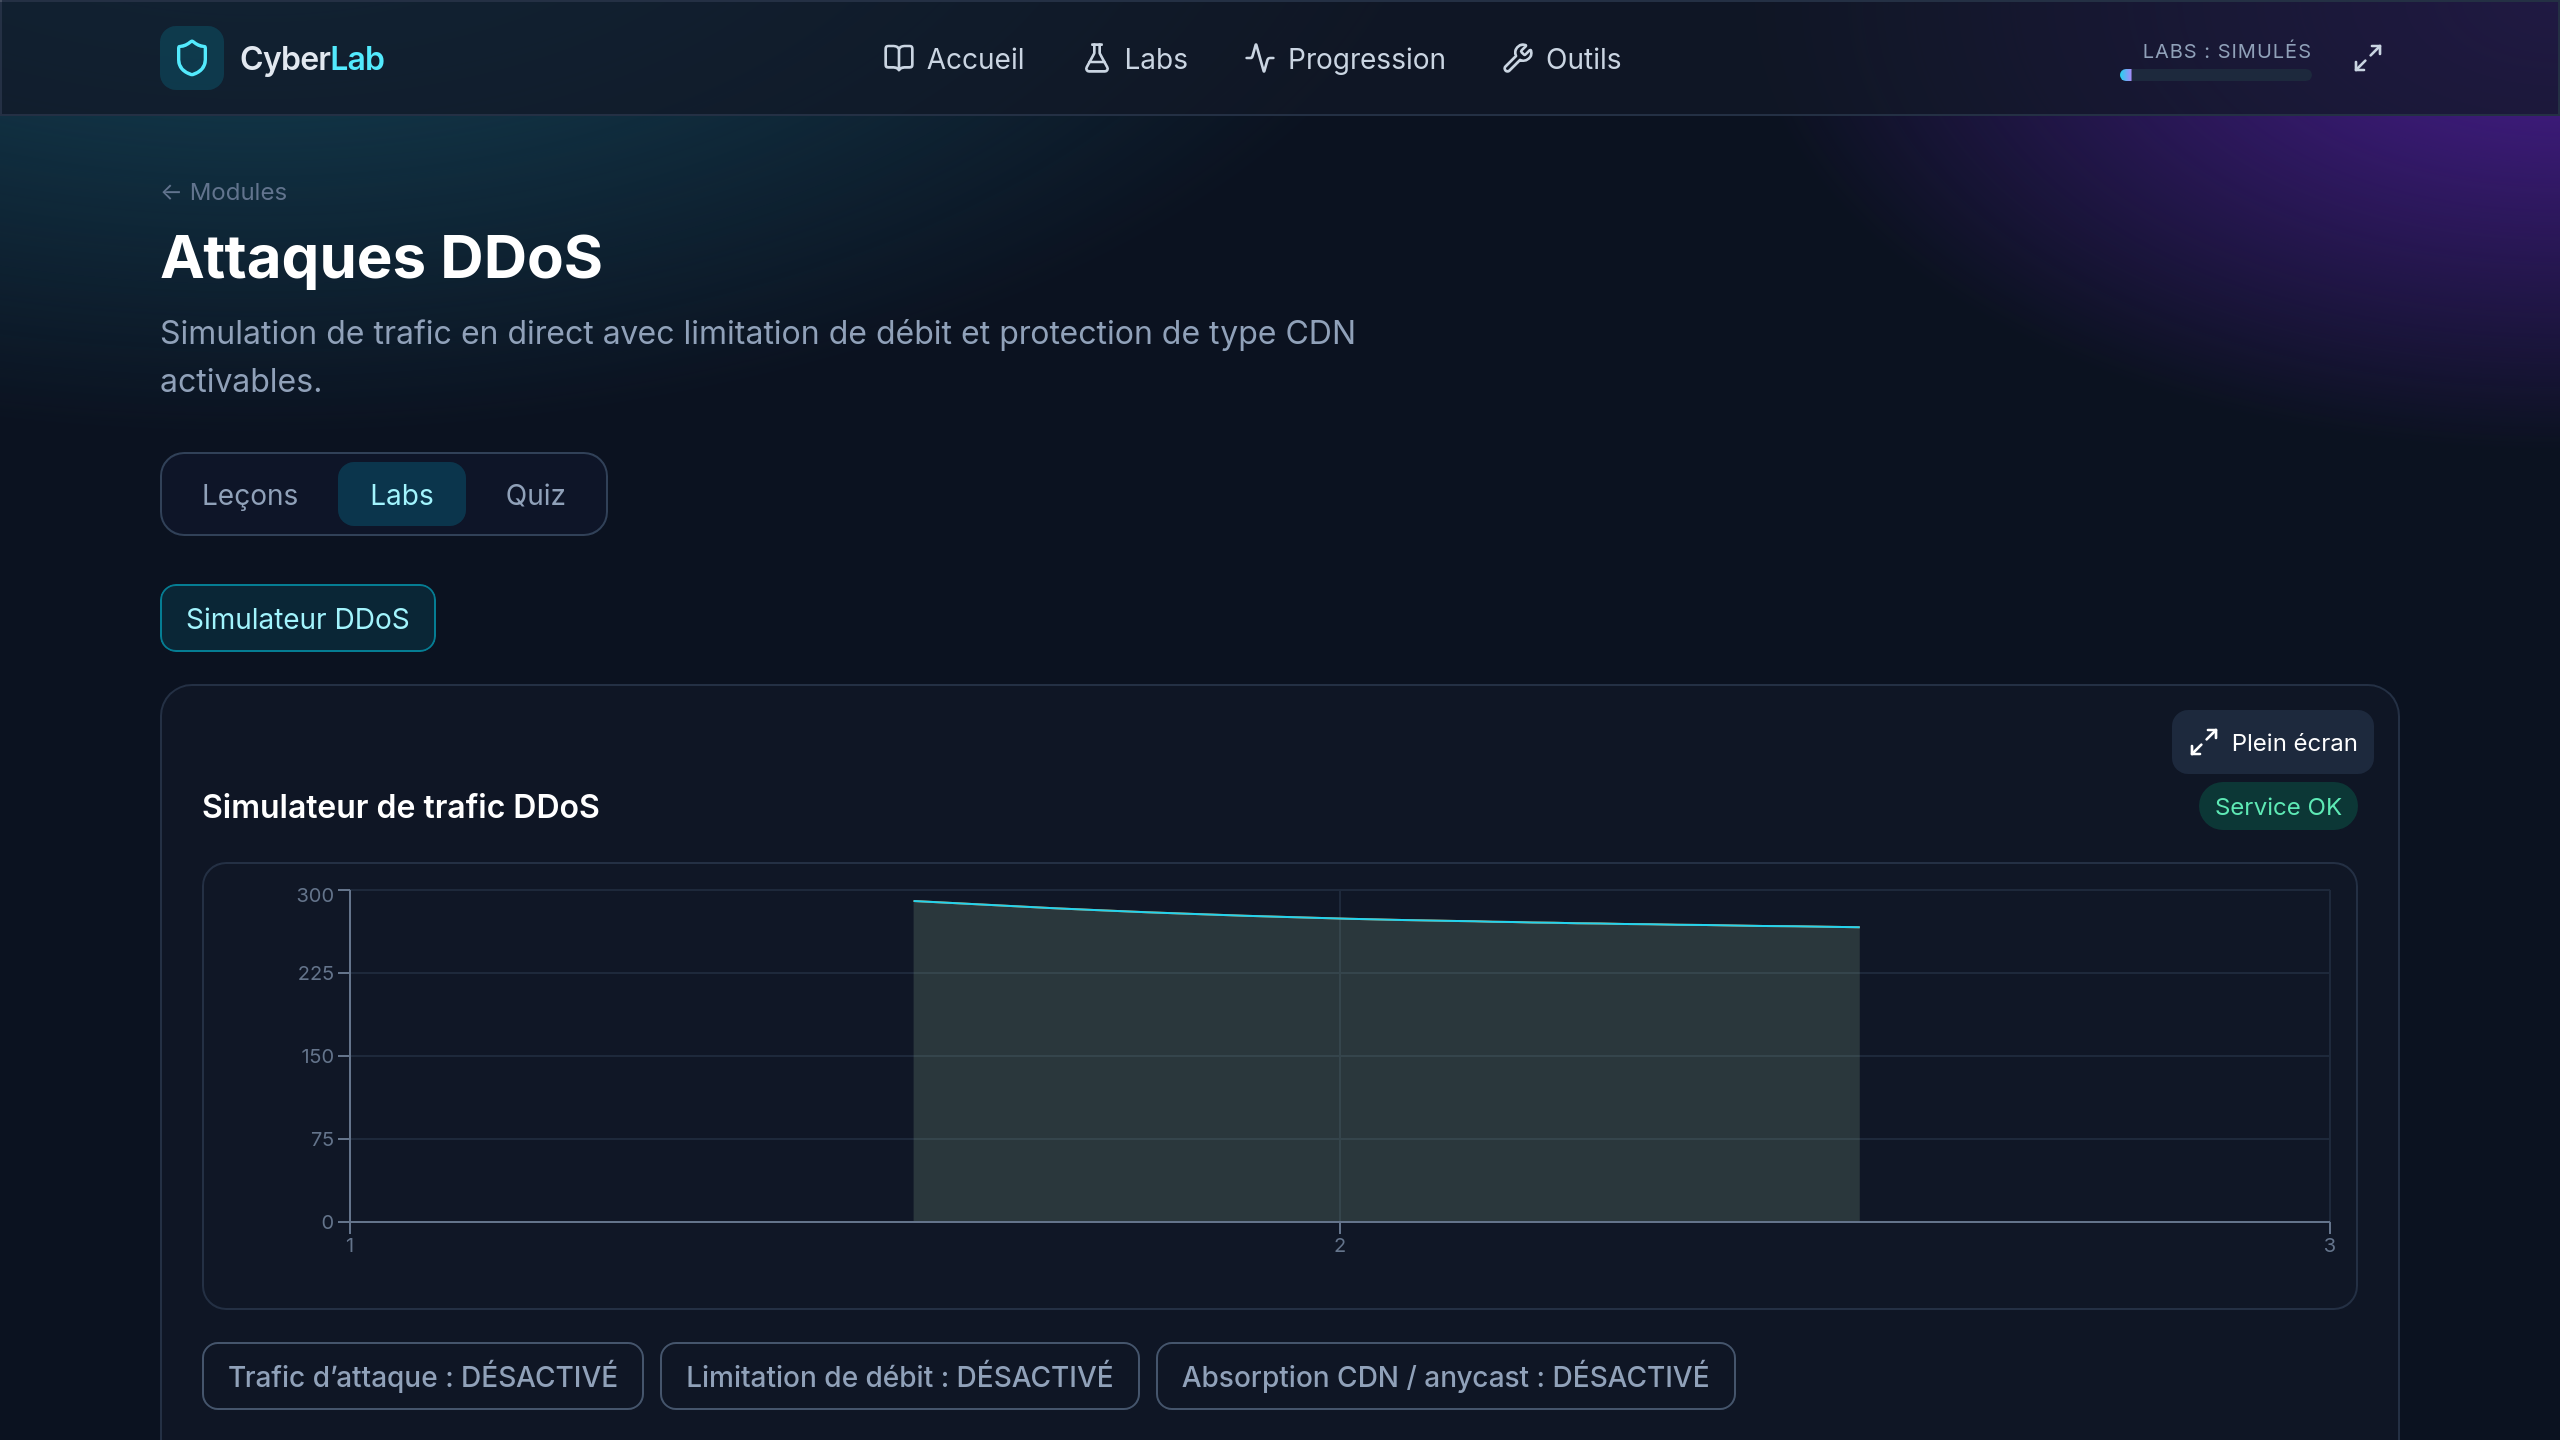 CyberLab
Accueil
Labs
Progression
Outils
LABS : SIMULÉS
← Modules
Attaques DDoS
Simulation de trafic en direct avec limitation de débit et protection de type CDN
activables.
Leçons
Labs
Quiz
Simulateur DDoS
Plein écran
Simulateur de trafic DDoS
Service OK
300
225
150
75
0
1
2
3
Trafic d’attaque : DÉSACTIVÉ
Limitation de débit : DÉSACTIVÉ
Absorption CDN / anycast : DÉSACTIVÉ